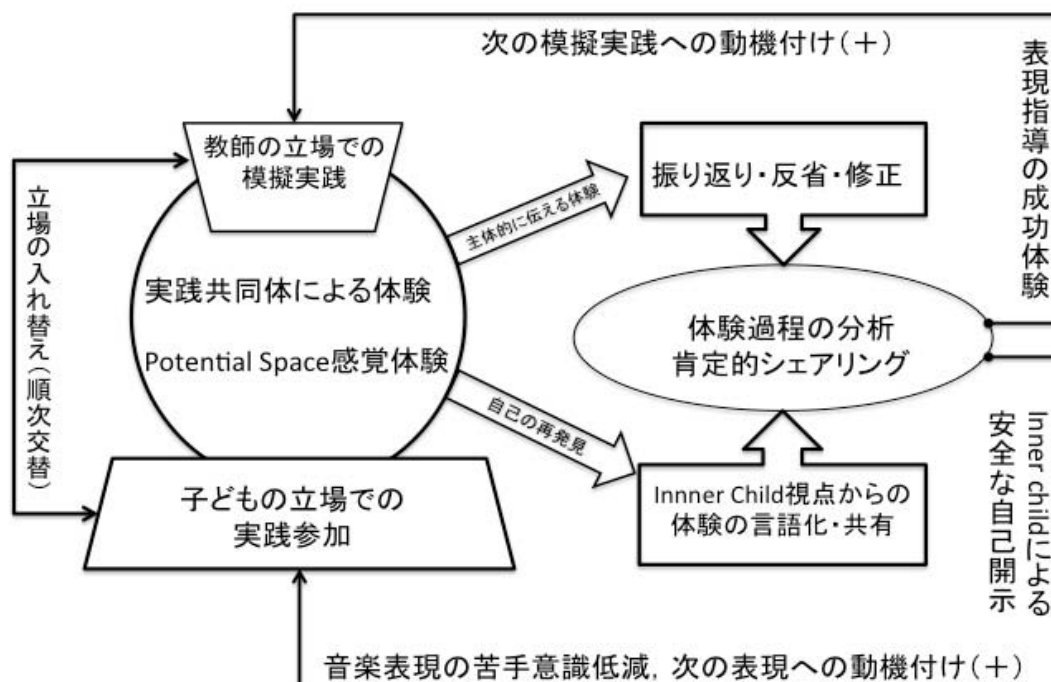 次の模擬実践への動機付け（＋）
教師の立場での
模擬実践
立場の入れ替え（順次交替）
実践共同体による体験
Potential Space感覚体験
子どもの立場での
実践参加
主体的に伝える体験
自己の再発見
振り返り・反省・修正
体験過程の分析
肯定的シェアリング
Innner Child視点からの
体験の言語化・共有
表現指導の成功体験
Inner childによる
安全な自己開示
音楽表現の苦手意識低減，次の表現への動機付け（＋）